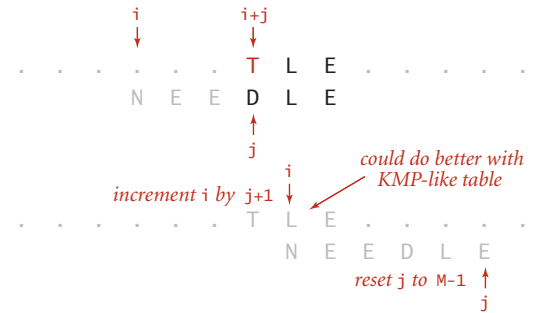 i i+j
. . . . . . T L E . . . . .
N E E D L E
j
could do better with
KMP-like table
i
increment i by j+1
. . . . . . T L E . . . . .
N E E D L E
reset j to M-1
j